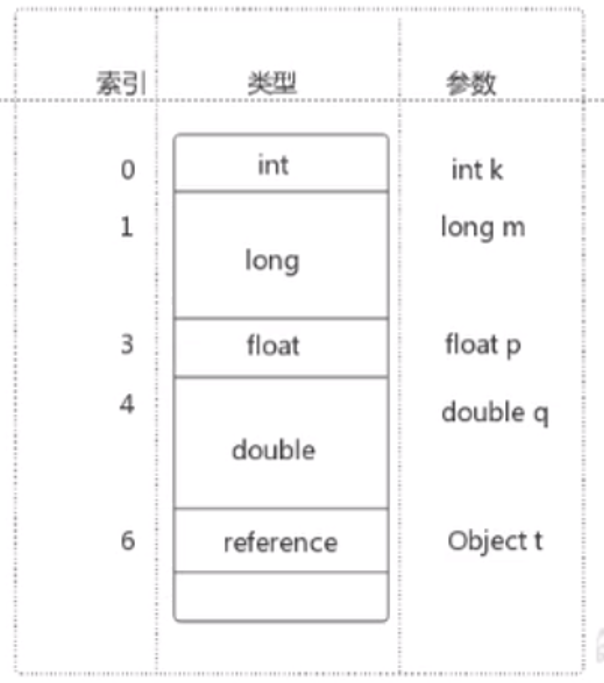 索引 类型 参数
0 int int k
1 long long m
3 float float p
4 double double q
6 reference Object t